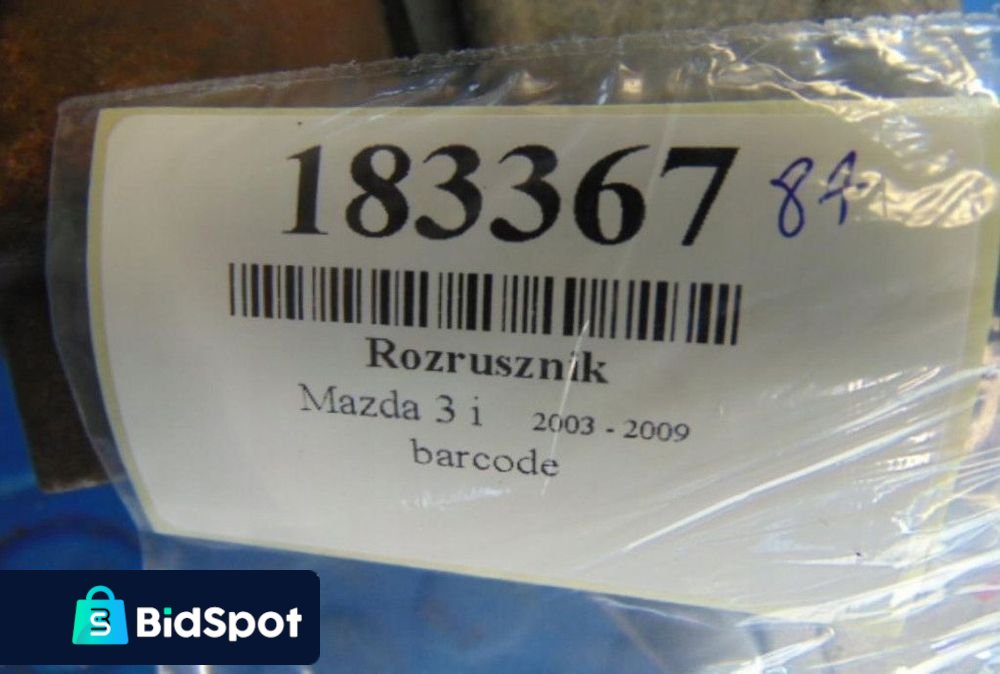 183367 87
Rozrusznik
Mazda 3 i 2003 - 2009
barcode
BidSpot